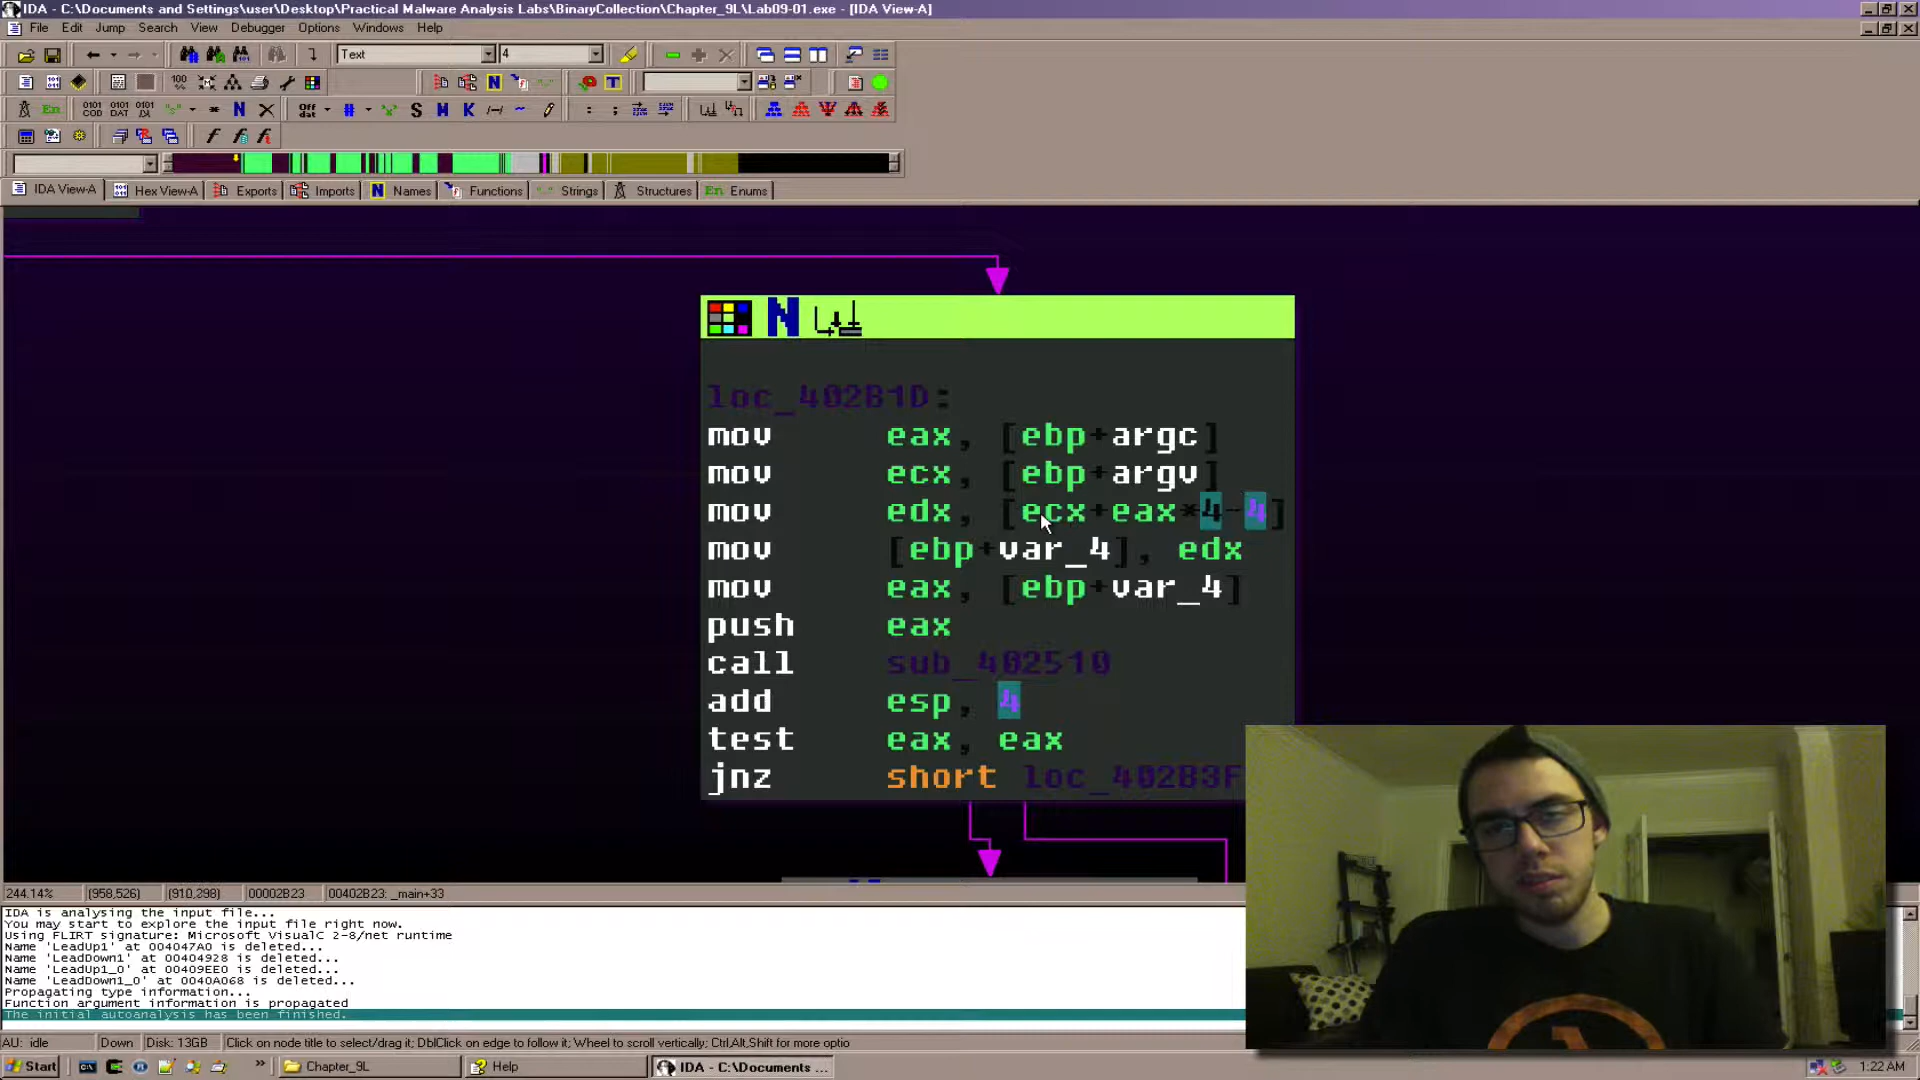 IDA - C:\Documents and Settings\user\Desktop\Practical Malware Analysis Labs\BinaryCollection\Chapter_9L\Lab09-01.exe - [IDA View-A]
File Edit Jump Search View Debugger Options Windows Help
Text 4
IDA View-A Hex View-A Exports Imports Names Functions Strings Structures En Enums
N
loc_402B1D:
mov eax, [ebp+argc]
mov ecx, [ebp+argv]
mov edx, [ecx+eax*4-4]
mov [ebp+var_4], edx
mov eax, [ebp+var_4]
push eax
call sub_402510
add esp, 4
test eax, eax
jnz short loc_402B3F
244.14% (958,526) (910,298) 00002B23 00402B23: _main+33
IDA is analysing the input file...
You may start to explore the input file right now.
Using FLIRT signature: Microsoft VisualC 2-8/net runtime
Name 'LeadUp1' at 004047A0 is deleted...
Name 'LeadDown1' at 00404928 is deleted...
Name 'LeadUp1_0' at 00409EE0 is deleted...
Name 'LeadDown1_0' at 0040A068 is deleted...
Propagating type information...
Function argument information is propagated
The initial autoanalysis has been finished.
AU: idle Down Disk: 13GB Click on node title to select/drag it; DblClick on edge to follow it; Wheel to scroll vertically; Ctrl,Alt,Shift for more optio
Start Chapter_9L Help IDA - C:\Documents ... 1:22 AM